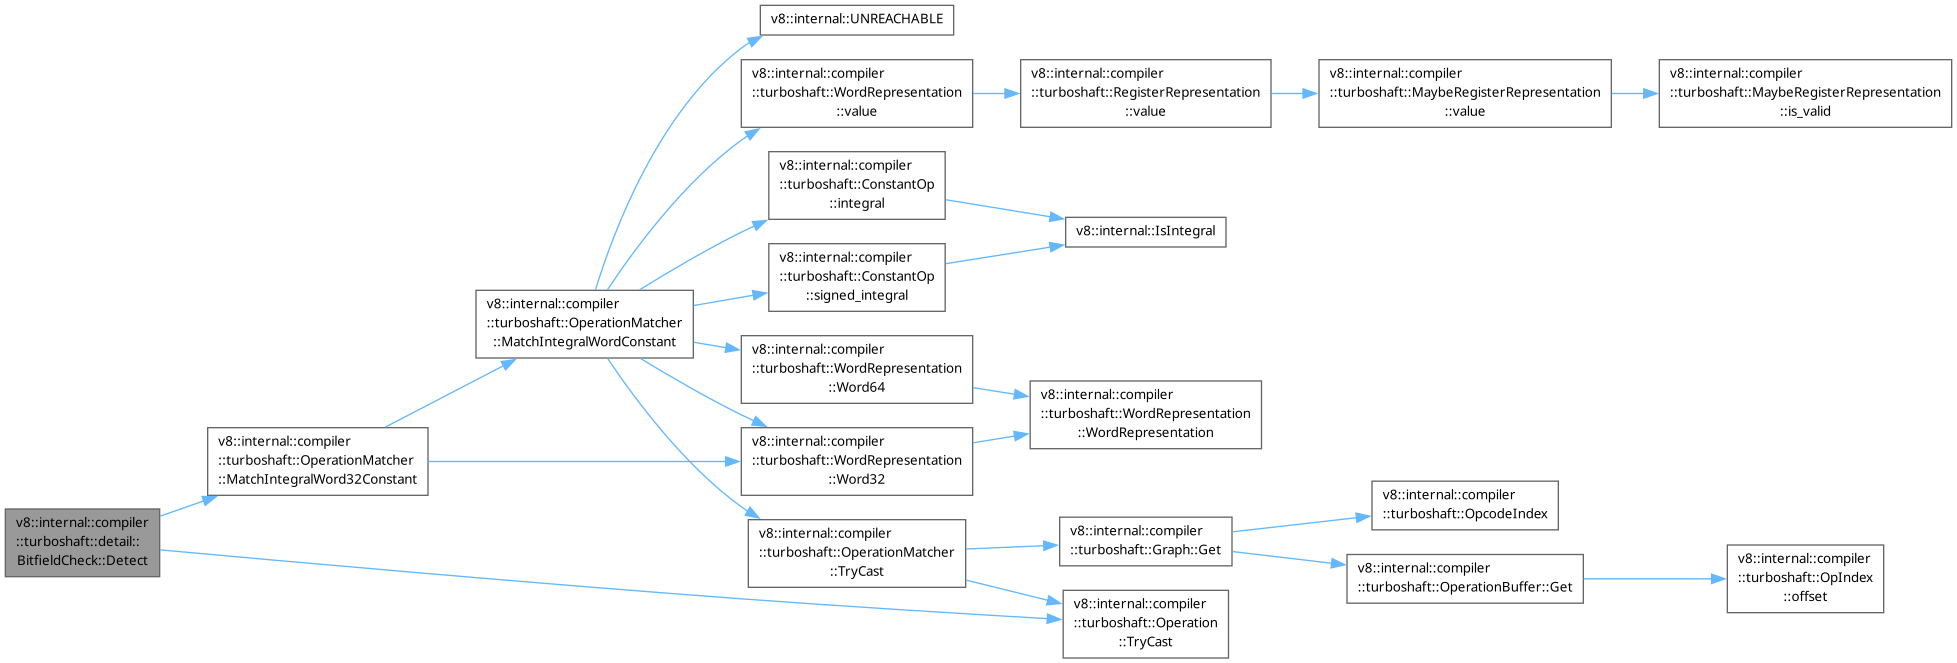 v8::internal::UNREACHABLE
v8::internal::compiler
::turboshaft::WordRepresentation
::value
v8::internal::compiler
::turboshaft::RegisterRepresentation
::value
v8::internal::compiler
::turboshaft::MaybeRegisterRepresentation
::value
v8::internal::compiler
::turboshaft::MaybeRegisterRepresentation
::is_valid
v8::internal::compiler
::turboshaft::ConstantOp
::integral
v8::internal::IsIntegral
v8::internal::compiler
::turboshaft::ConstantOp
::signed_integral
v8::internal::compiler
::turboshaft::OperationMatcher
::MatchIntegralWordConstant
v8::internal::compiler
::turboshaft::WordRepresentation
::Word64
v8::internal::compiler
::turboshaft::WordRepresentation
::WordRepresentation
v8::internal::compiler
::turboshaft::OperationMatcher
::MatchIntegralWord32Constant
v8::internal::compiler
::turboshaft::WordRepresentation
::Word32
v8::internal::compiler
::turboshaft::detail::
BitfieldCheck::Detect
v8::internal::compiler
::turboshaft::OperationMatcher
::TryCast
v8::internal::compiler
::turboshaft::Graph::Get
v8::internal::compiler
::turboshaft::OpcodeIndex
v8::internal::compiler
::turboshaft::OperationBuffer::Get
v8::internal::compiler
::turboshaft::OpIndex
::offset
v8::internal::compiler
::turboshaft::Operation
::TryCast